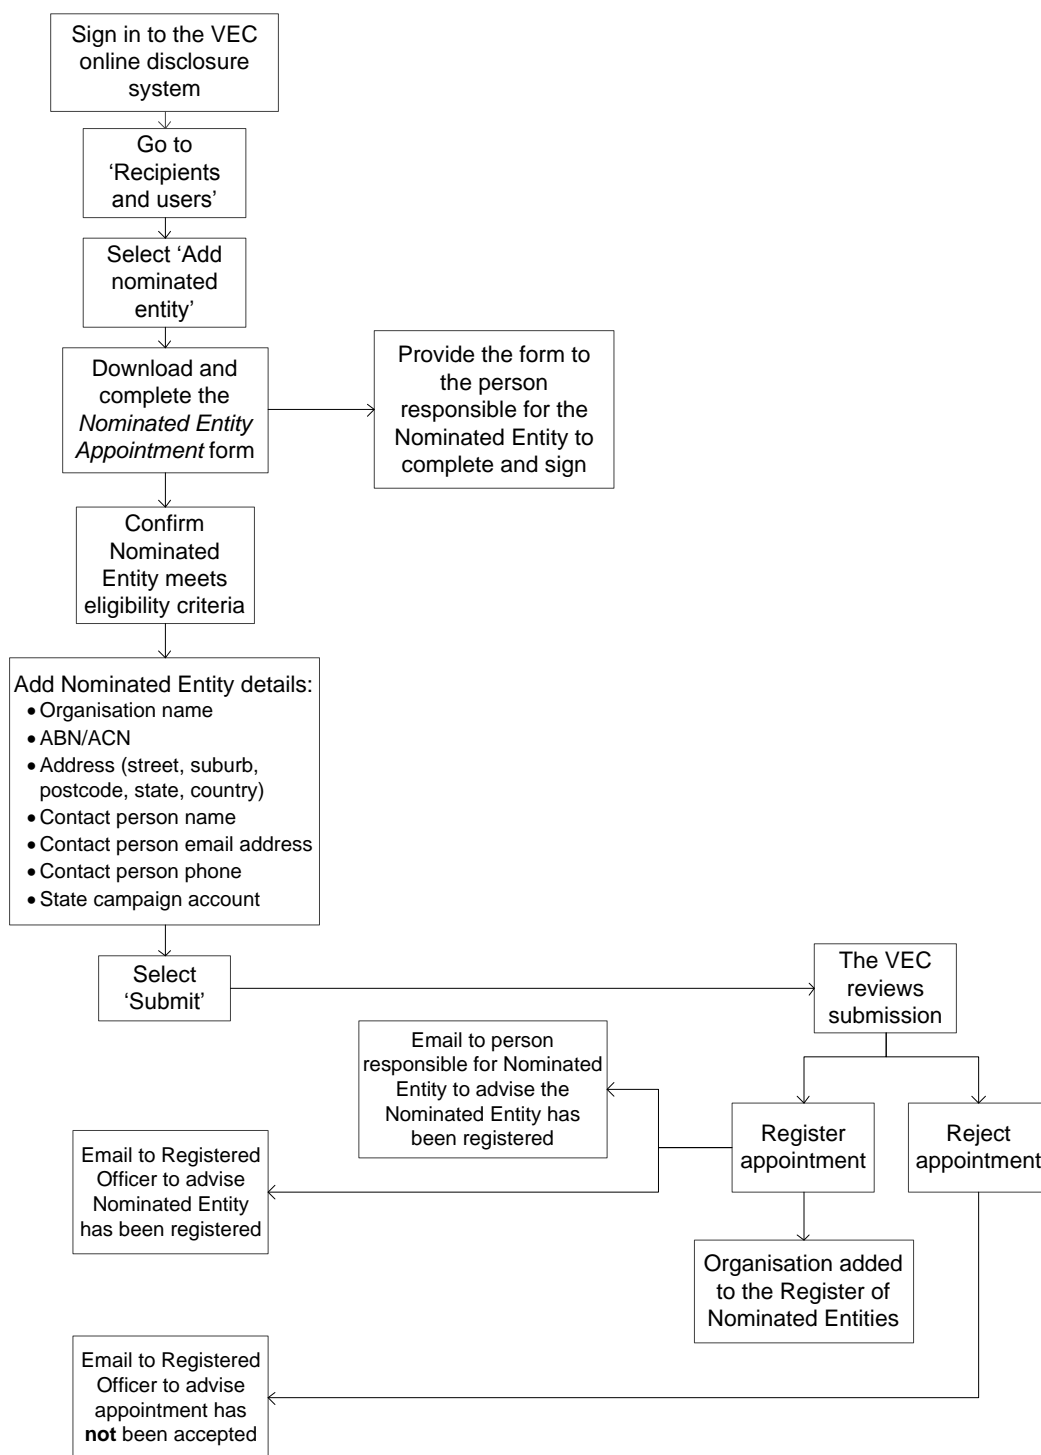 Sign in to the VEC
online disclosure
system
Go to
‘Recipients
and users’
Select ‘Add
nominated
entity’
Download and
complete the
Nominated Entity
Appointment form
Provide the form to
the person
responsible for the
Nominated Entity to
complete and sign
Confirm
Nominated
Entity meets
eligibility criteria
Add Nominated Entity details:
• Organisation name
• ABN/ACN
• Address (street, suburb,
postcode, state, country)
• Contact person name
• Contact person email address
• Contact person phone
• State campaign account
Select
‘Submit’
The VEC
reviews
submission
Email to person
responsible for Nominated
Entity to advise the
Nominated Entity has
been registered
Register
appointment
Reject
appointment
Email to Registered
Officer to advise
Nominated Entity
has been registered
Organisation added
to the Register of
Nominated Entities
Email to Registered
Officer to advise
appointment has
not been accepted